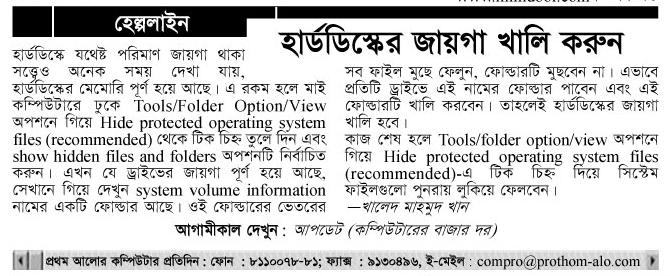 হেল্পলাইন
হার্ডডিস্কের জায়গা খালি করুন
হার্ডডিস্কে যথেষ্ট পরিমাণ জায়গা থাকা
সত্ত্বেও অনেক সময় দেখা যায়,
হার্ডডিস্কের মেমোরি পূর্ণ হয়ে আছে। এ রকম হলে মাই
কম্পিউটারে ঢুকে Tools/Folder Option/View
অপশনে গিয়ে Hide protected operating system
files (recommended) থেকে টিক চিহ্ন তুলে দিন এবং
show hidden files and folders অপশনটি নির্বাচিত
করুন। এখন যে ড্রাইভের জায়গা পূর্ণ হয়ে আছে,
সেখানে গিয়ে দেখুন system volume information
নামের একটি ফোল্ডার আছে। ওই ফোল্ডারের ভেতরের
সব ফাইল মুছে ফেলুন, ফোল্ডারটি মুছবেন না। এভাবে
প্রতিটি ড্রাইভে এই নামের ফোল্ডার পাবেন এবং এই
ফোল্ডারটি খালি করবেন। তাহলেই হার্ডডিস্কের জায়গা
খালি হবে।
কাজ শেষ হলে Tools/folder option/view অপশনে
গিয়ে Hide protected operating system files
(recommended)-এ টিক চিহ্ন দিয়ে সিস্টেম
ফাইলগুলো পুনরায় লুকিয়ে ফেলবেন।
—খালেদ মাহমুদ খান
আগামীকাল দেখুন : আপডেট (কম্পিউটারের বাজার দর)
প্রথম আলোর কম্পিউটার প্রতিদিন : ফোন : ৮১১০০৭৮-৮১; ফ্যাক্স : ৯১৩০৪৯৬, ই-মেইল : compro@prothom-alo.com